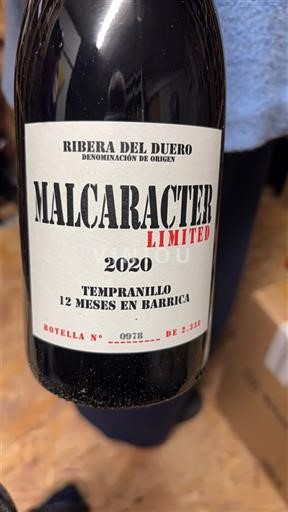 RIBERA DEL DUERO
DENOMINACIÓN DE ORIGEN
MALCARACTER
LIMITED
VINTOU
2020
TEMPRANILLO
12 MESES EN BARRICA
BOTELLA Nº 0978 DE 2.338